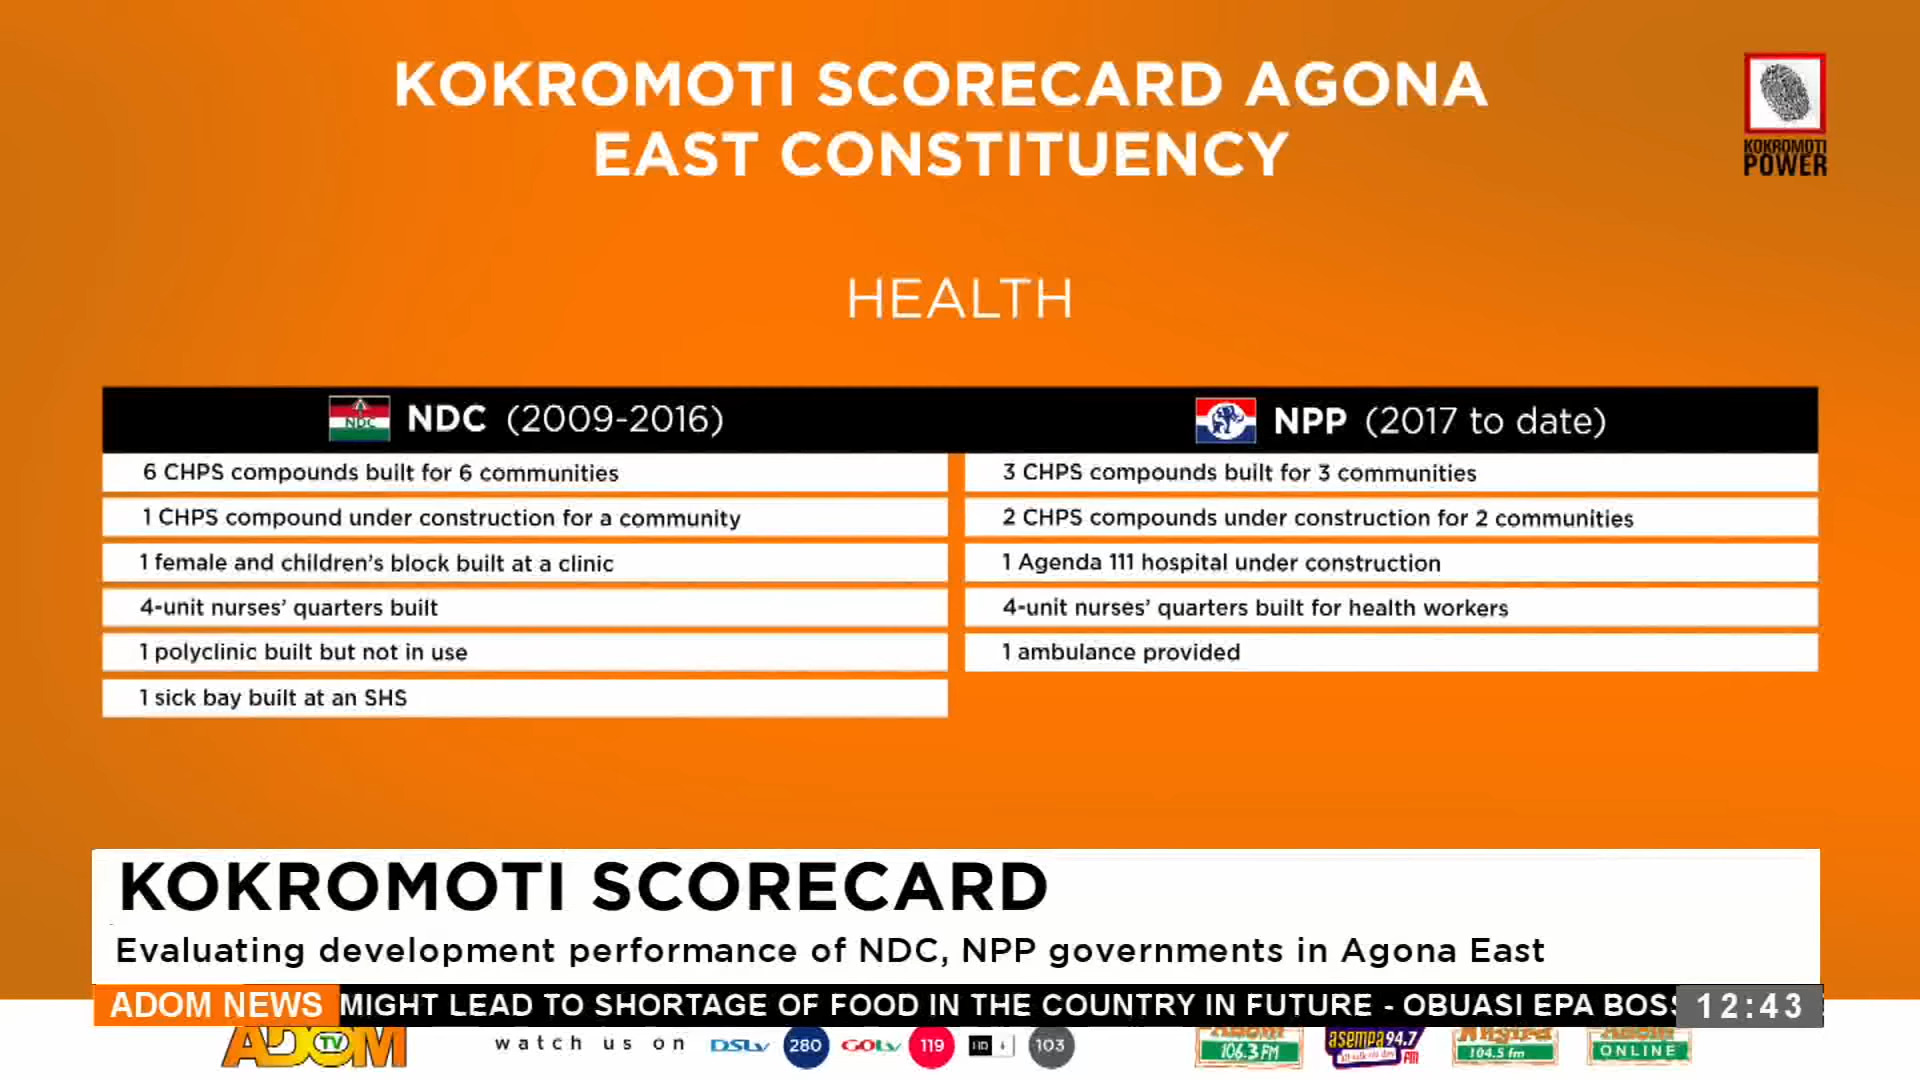 KOKROMOTI SCORECARD AGONA
EAST CONSTITUENCY
KOKROMOTI
POWER
HEALTH
NDC NDC (2009-2016)
NPP (2017 to date)
6 CHPS compounds built for 6 communities
1 CHPS compound under construction for a community
1 female and children's block built at a clinic
4-unit nurses' quarters built
1 polyclinic built but not in use
1 sick bay built at an SHS
3 CHPS compounds built for 3 communities
2 CHPS compounds under construction for 2 communities
1 Agenda 111 hospital under construction
4-unit nurses' quarters built for health workers
1 ambulance provided
KOKROMOTI SCORECARD
Evaluating development performance of NDC, NPP governments in Agona East
ADOM NEWS MIGHT LEAD TO SHORTAGE OF FOOD IN THE COUNTRY IN FUTURE - OBUASI EPA BOSS 12:43
ADOM TV watch us on DStv 280 GOtv 119 HD+ 103
106.3 FM
asempa 94.7 FM
104.5 fm
ONLINE